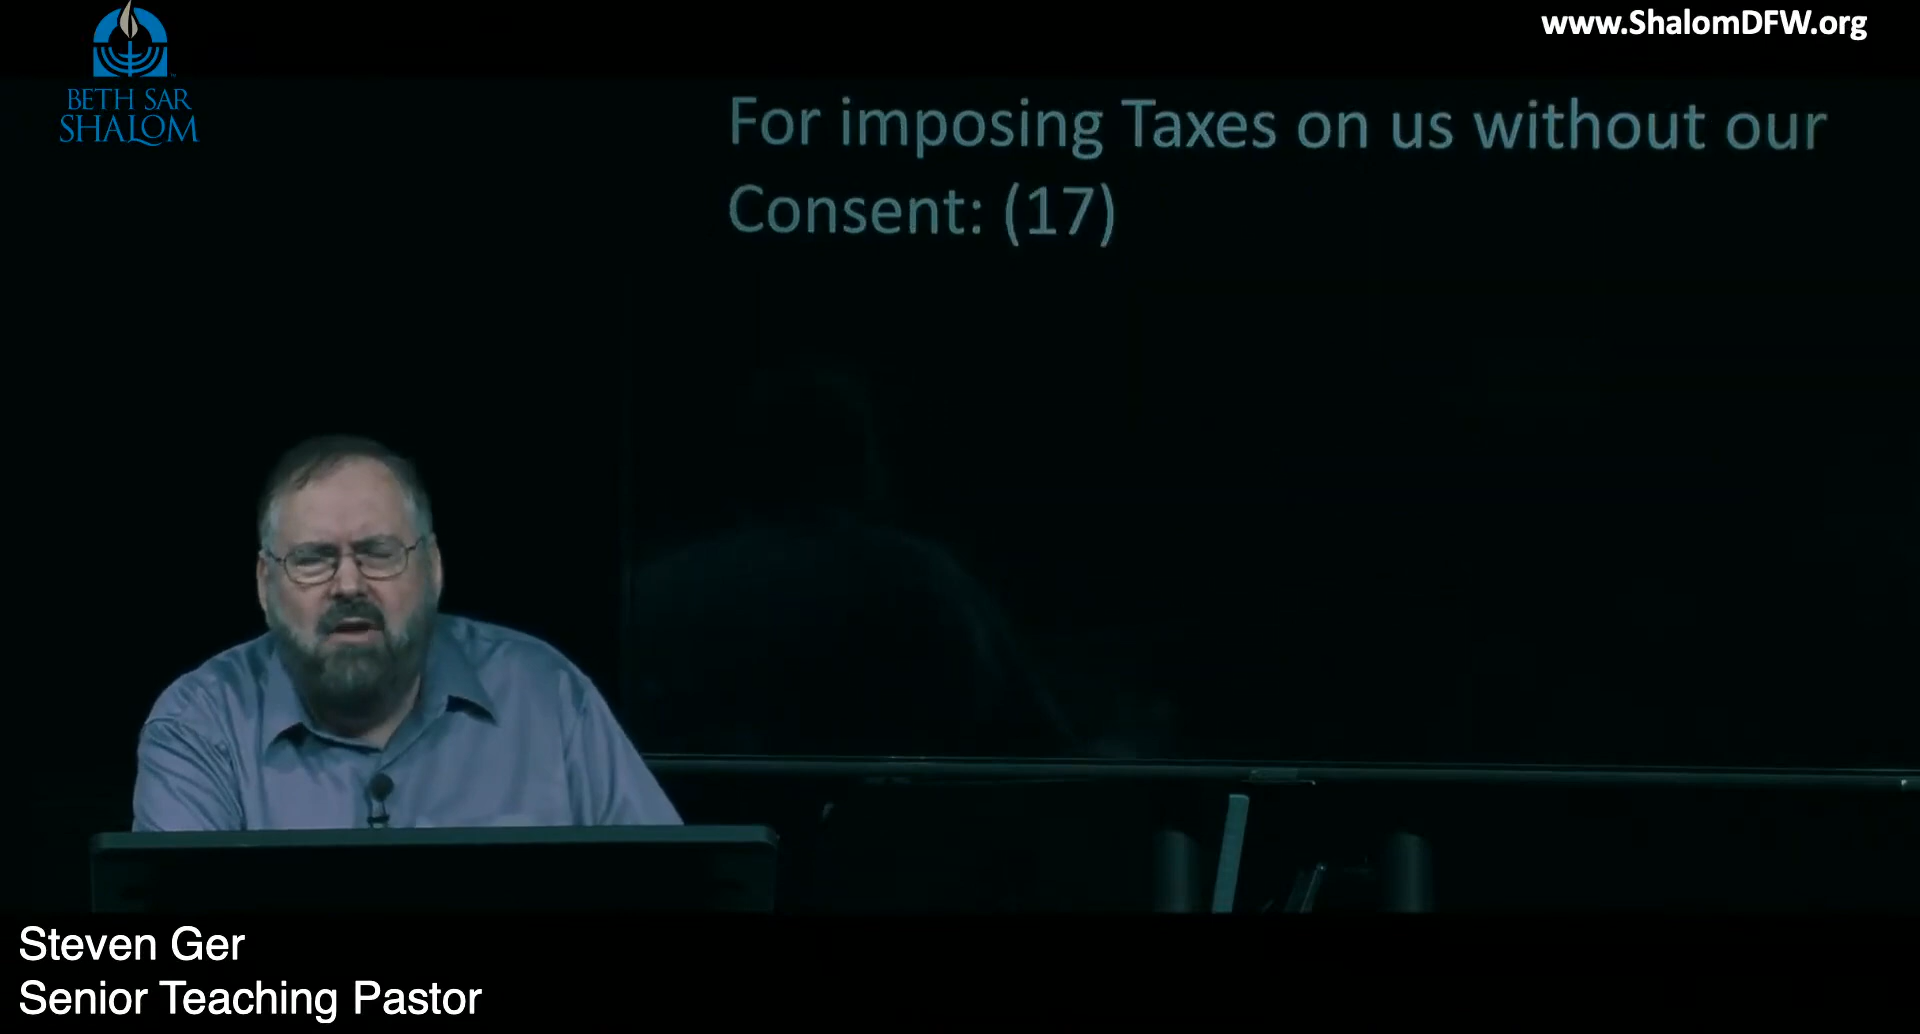 BETH SAR
SHALOM
www.ShalomDFW.org
For imposing Taxes on us without our
Consent: (17)
Steven Ger
Senior Teaching Pastor